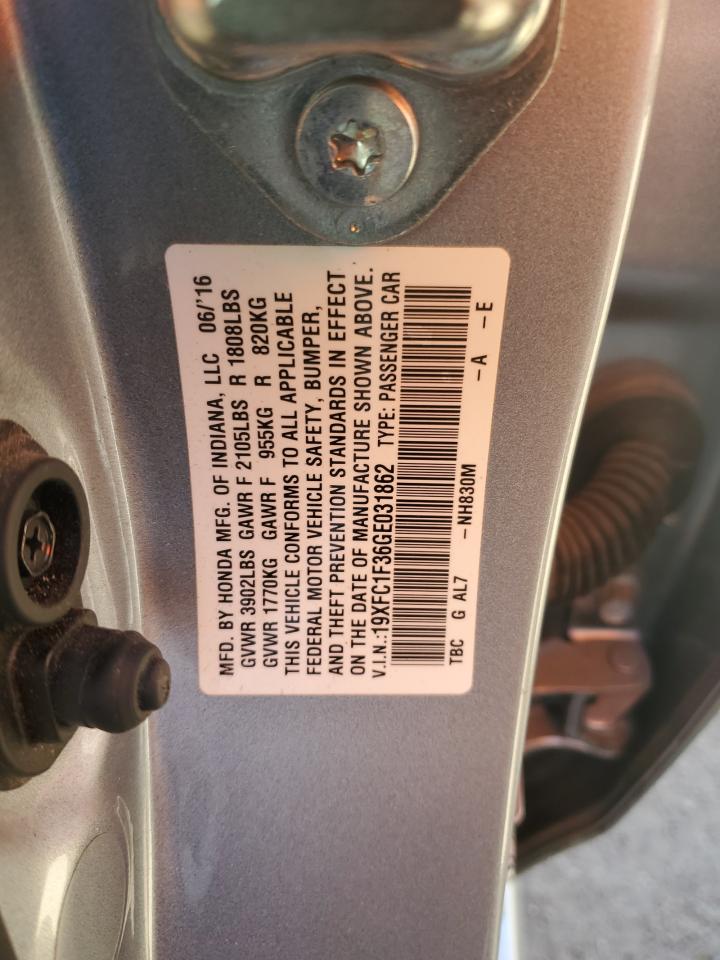 MFD. BY HONDA MFG. OF INDIANA, LLC 06/'16
GVWR 3902LBS GAWR F 2105LBS R 1808LBS
GVWR 1770KG GAWR F 955KG R 820KG
THIS VEHICLE CONFORMS TO ALL APPLICABLE
FEDERAL MOTOR VEHICLE SAFETY, BUMPER,
AND THEFT PREVENTION STANDARDS IN EFFECT
ON THE DATE OF MANUFACTURE SHOWN ABOVE.
V.I.N.:19XFC1F36GE031862 TYPE: PASSENGER CAR
TBC G AL7 -NH830M -A -E